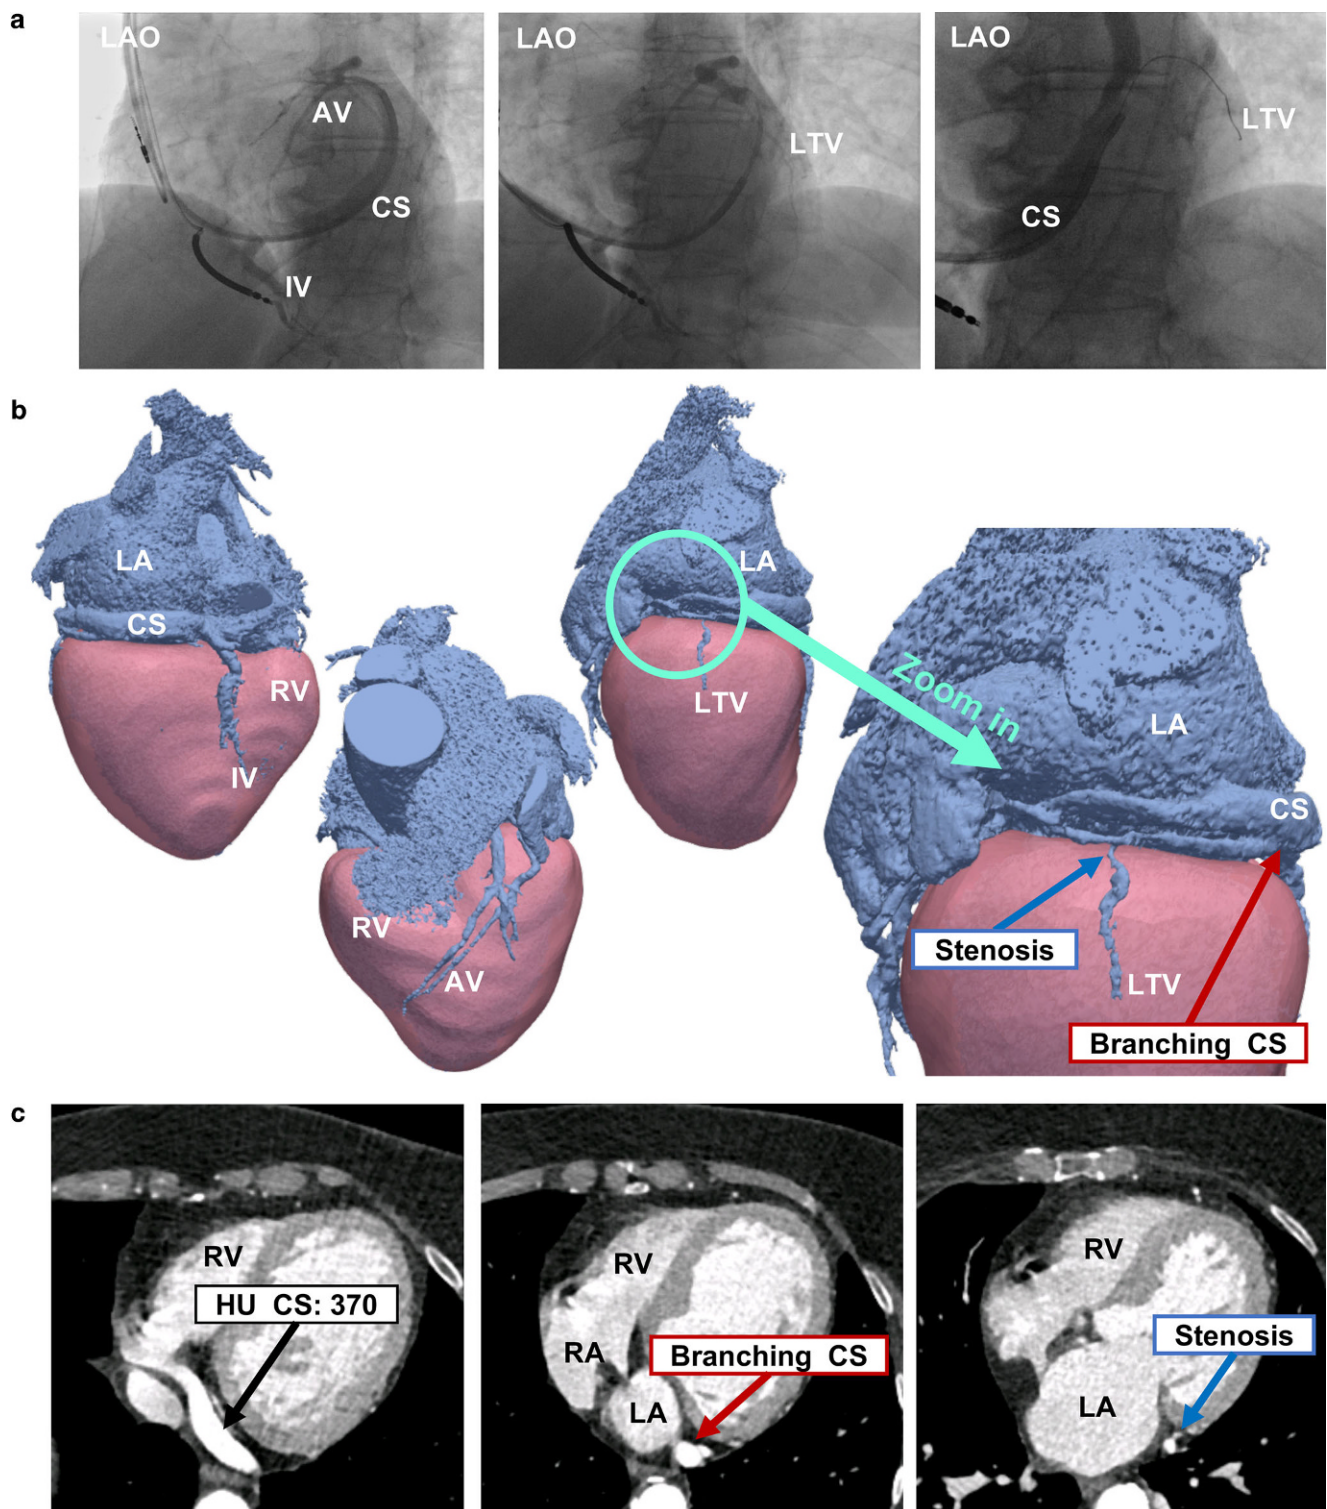 a
LAO
AV
CS
IV
LAO
LTV
LAO
LTV
CS
b
LA
CS
RV
IV
RV
AV
LA
LTV
Zoom in
LA
CS
Stenosis
LTV
Branching CS
c
RV
HU CS: 370
RV
RA
Branching CS
LA
RV
Stenosis
LA